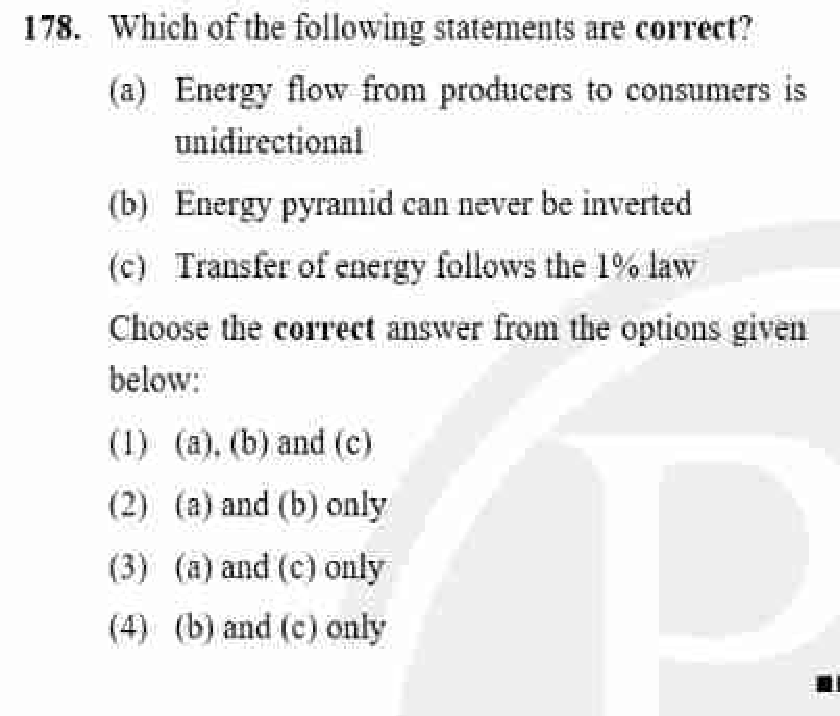 178. Which of the following statements are correct?
(a) Energy flow from producers to consumers is
unidirectional
(b) Energy pyramid can never be inverted
(c) Transfer of energy follows the 1% law
Choose the correct answer from the options given
below:
(1) (a), (b) and (c)
(2) (a) and (b) only
(3) (a) and (c) only
(4) (b) and (c) only